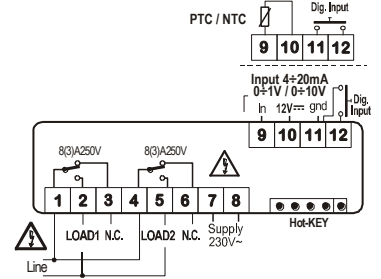 PTC / NTC
Dig. Input
9 10 11 12
Input 4÷20mA
0÷1V / 0÷10V
In 12V⎓ gnd
Dig.
Input
9 10 11 12
8(3)A250V 8(3)A250V
1 2 3 4 5 6 7 8
Hot-KEY
LOAD1 N.C. LOAD2 N.C. Supply
230V~
Line